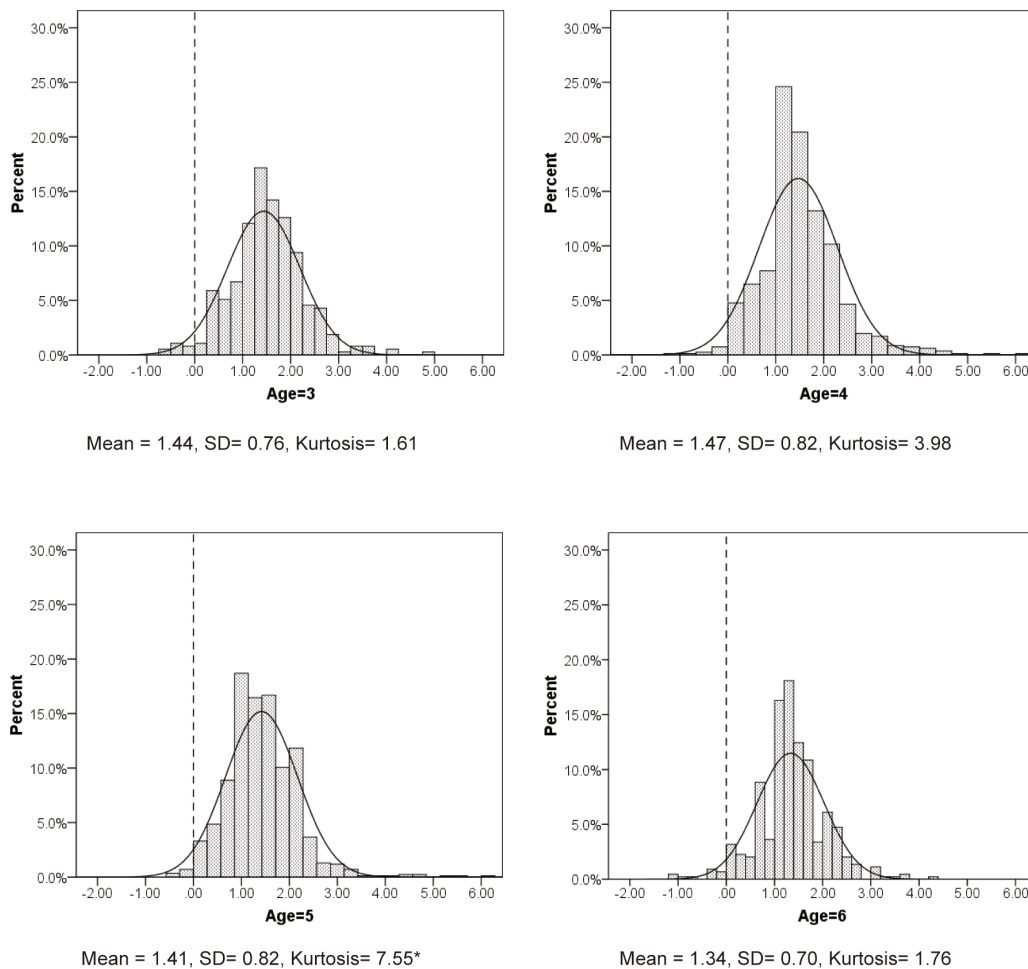 30.0%
25.0%
20.0%
15.0%
10.0%
5.0%
0.0%
Percent
-2.00 -1.00 .00 1.00 2.00 3.00 4.00 5.00 6.00
Age=3
Mean = 1.44, SD= 0.76, Kurtosis= 1.61
30.0%
25.0%
20.0%
15.0%
10.0%
5.0%
0.0%
Percent
-2.00 -1.00 .00 1.00 2.00 3.00 4.00 5.00 6.00
Age=4
Mean = 1.47, SD= 0.82, Kurtosis= 3.98
30.0%
25.0%
20.0%
15.0%
10.0%
5.0%
0.0%
Percent
-2.00 -1.00 .00 1.00 2.00 3.00 4.00 5.00 6.00
Age=5
Mean = 1.41, SD= 0.82, Kurtosis= 7.55*
30.0%
25.0%
20.0%
15.0%
10.0%
5.0%
0.0%
Percent
-2.00 -1.00 .00 1.00 2.00 3.00 4.00 5.00 6.00
Age=6
Mean = 1.34, SD= 0.70, Kurtosis= 1.76